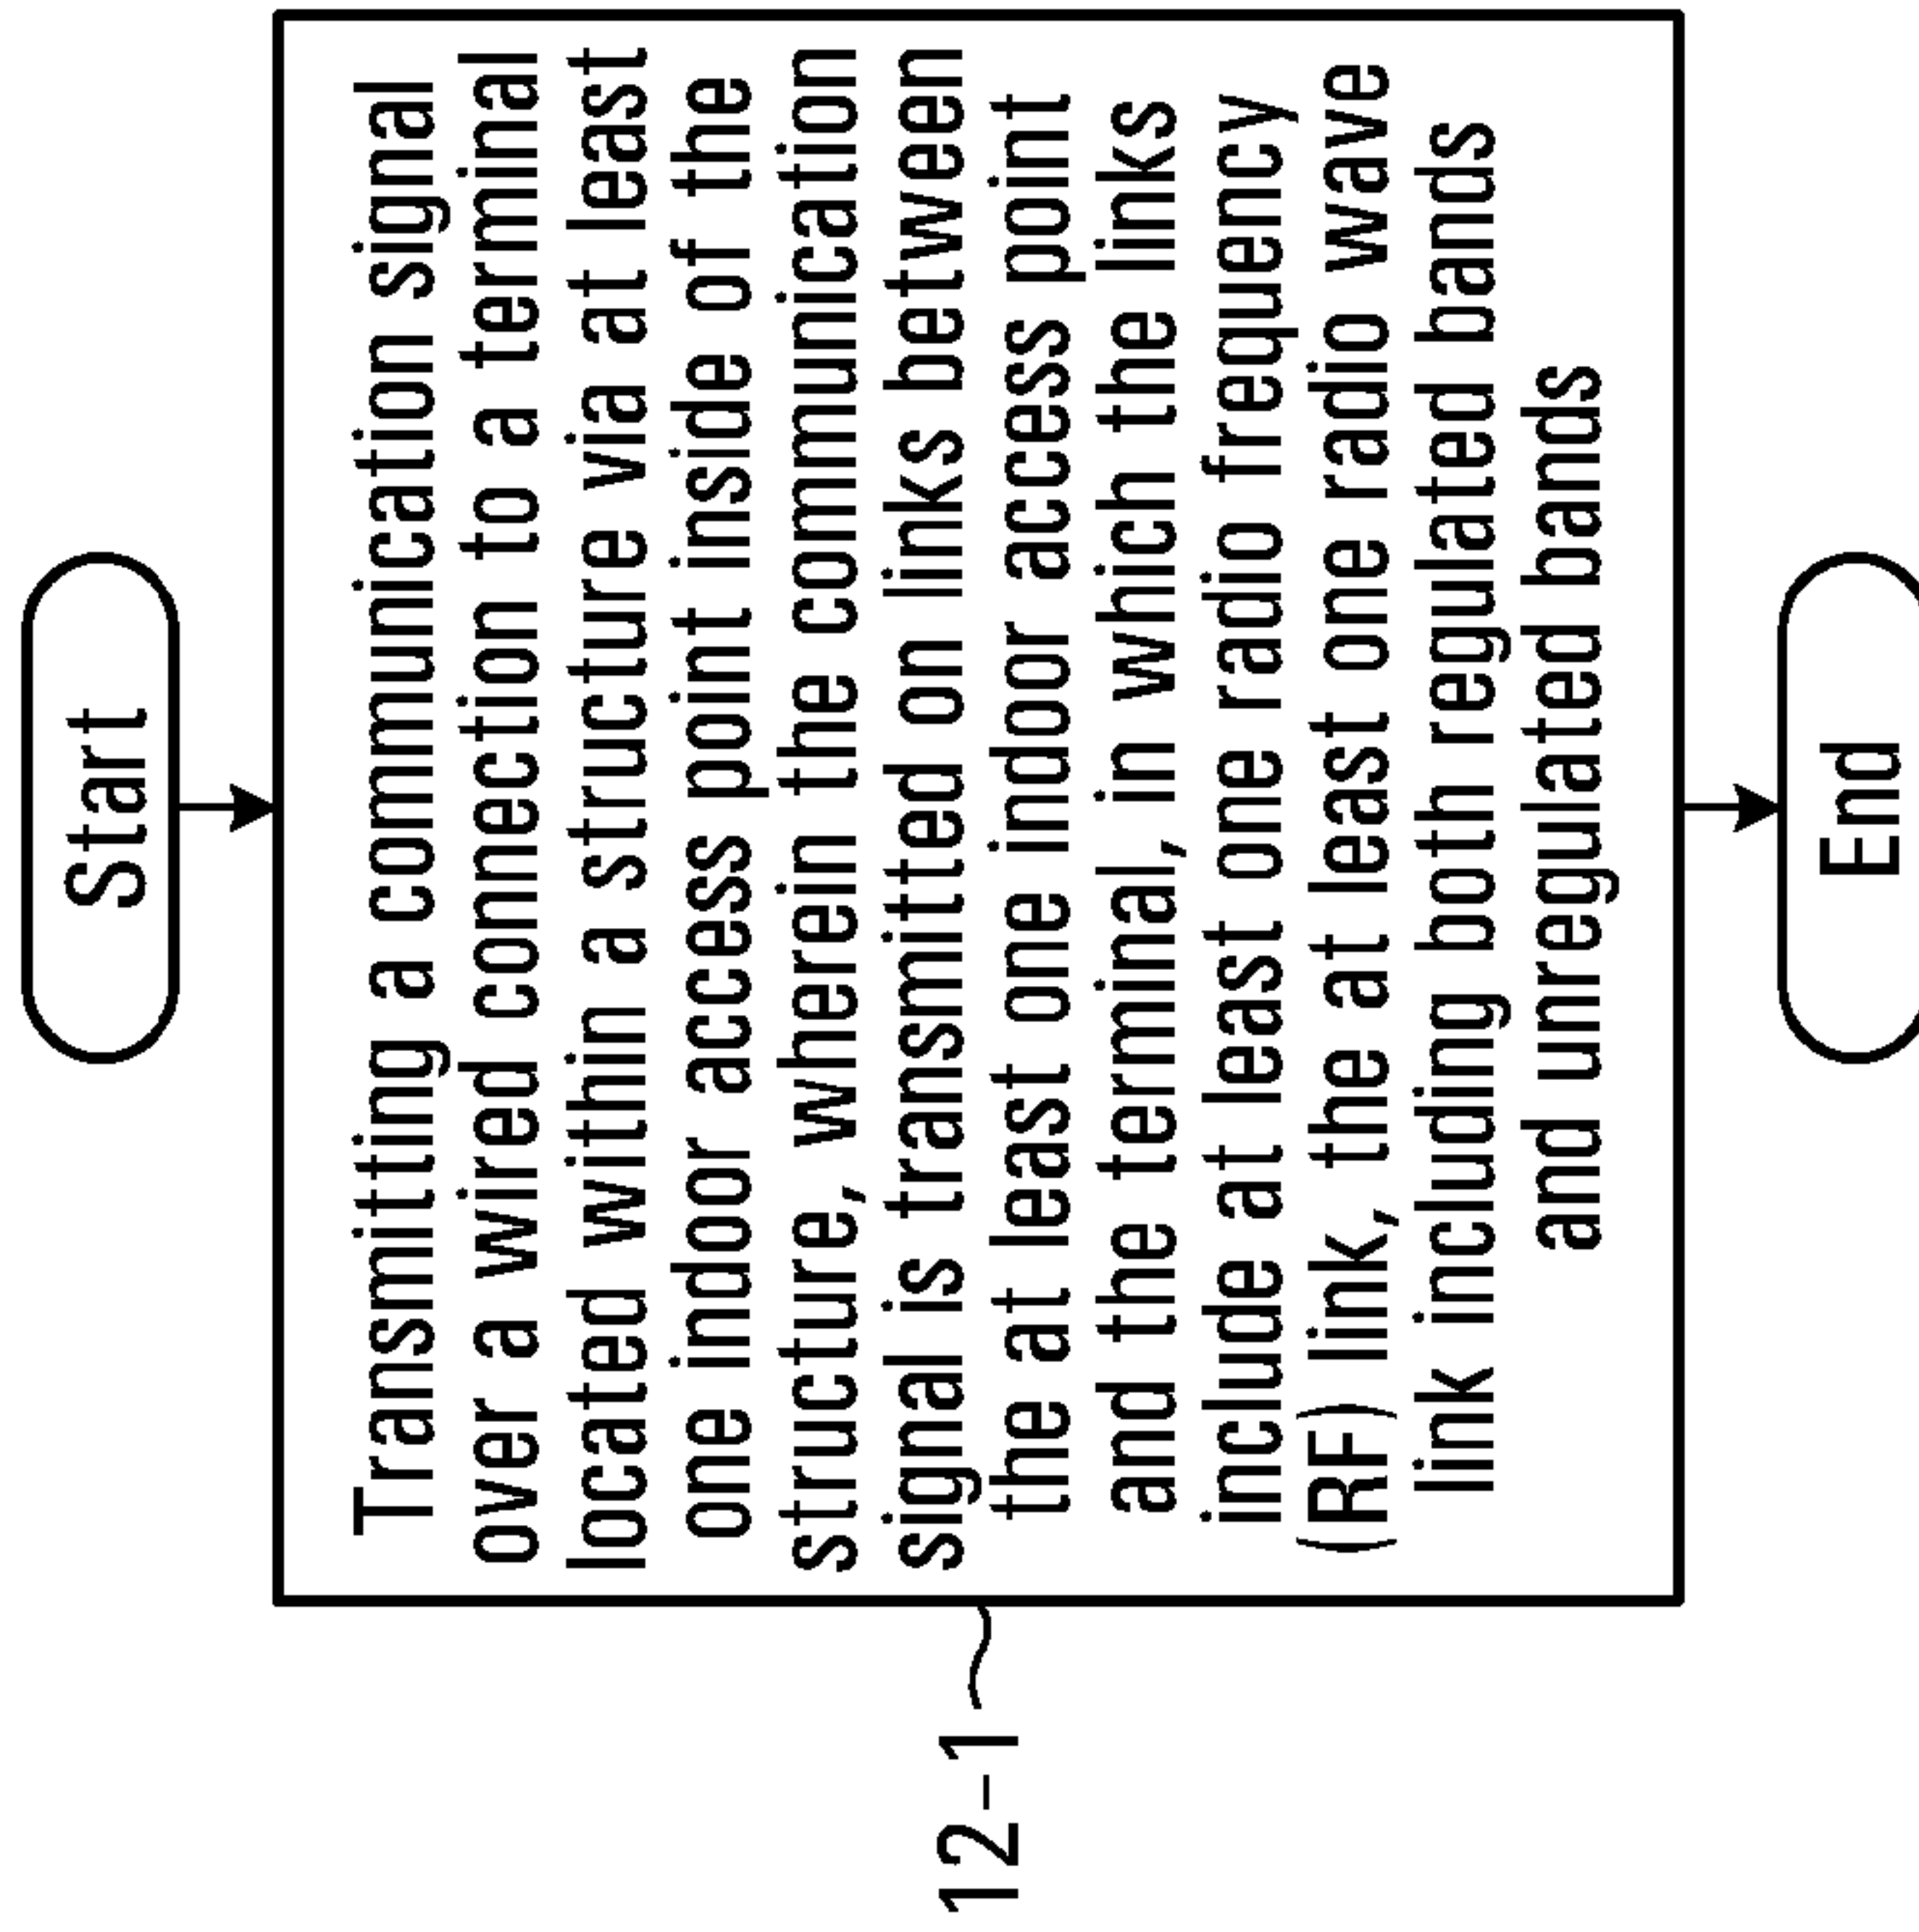 Start
Transmitting a communication signal
over a wired connection to a terminal
located within a structure via at least
one indoor access point inside of the
structure, wherein the communication
signal is transmitted on links between
the at least one indoor access point
and the terminal, in which the links
include at least one radio frequency
(RF) link, the at least one radio wave
link including both regulated bands
and unregulated bands
12-1
End